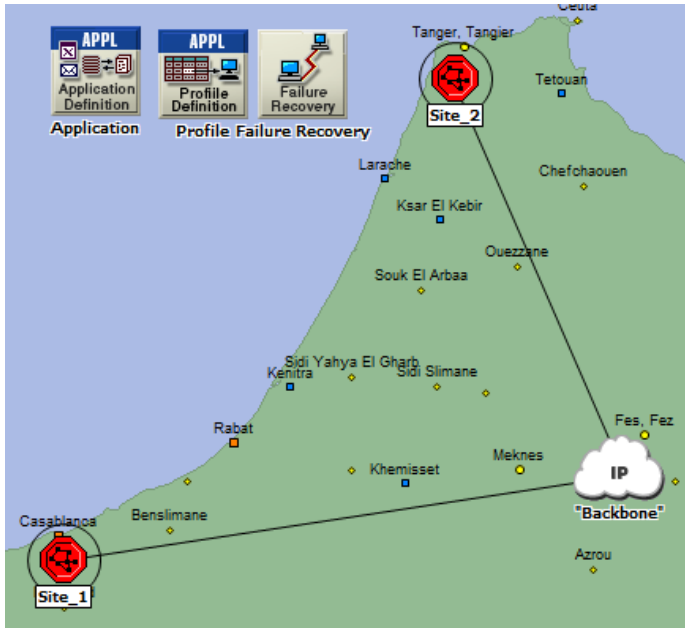 Ceuta
APPL
Application
Definition
Application
APPL
Profiile
Definition
Profile
Failure
Recovery
Failure Recovery
Tanger, Tangier
Site_2
Tetouan
Larache
Chefchaouen
Ksar El Kebir
Ouezzane
Souk El Arbaa
Sidi Yahya El Gharb
Kenitra
Sidi Slimane
Rabat
Fes, Fez
Khemisset
Meknes
IP
"Backbone"
Casablanca
Benslimane
Azrou
Site_1